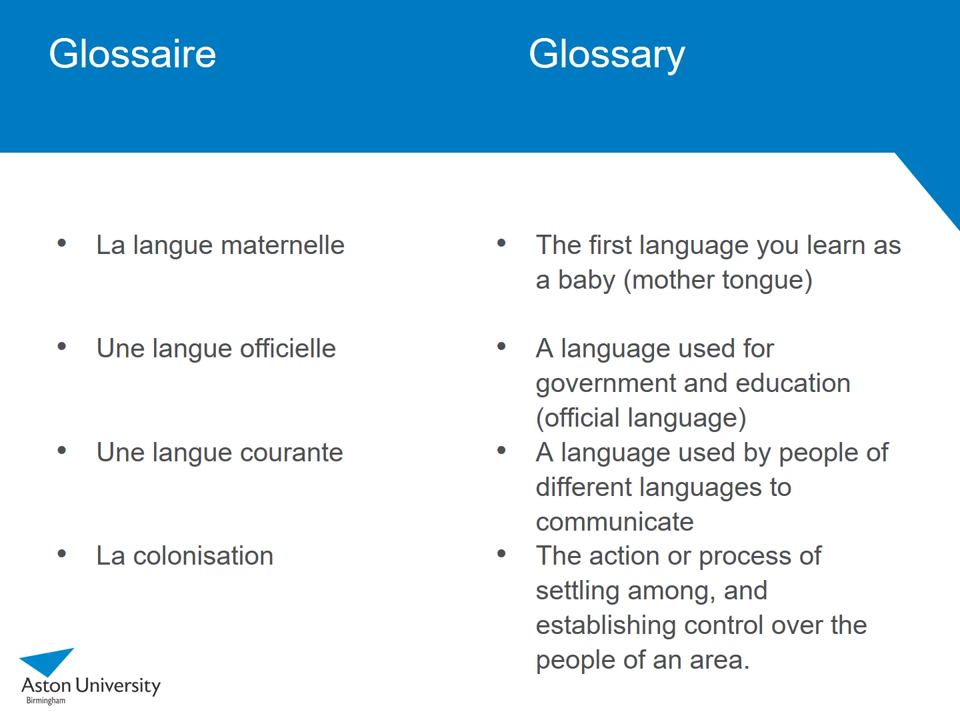 Glossaire
Glossary
La langue maternelle
The first language you learn as
a baby (mother tongue)
Une langue officielle
A language used for
government and education
(official language)
Une langue courante
A language used by people of
different languages to
communicate
La colonisation
The action or process of
settling among, and
establishing control over the
people of an area.
Aston University
Birmingham